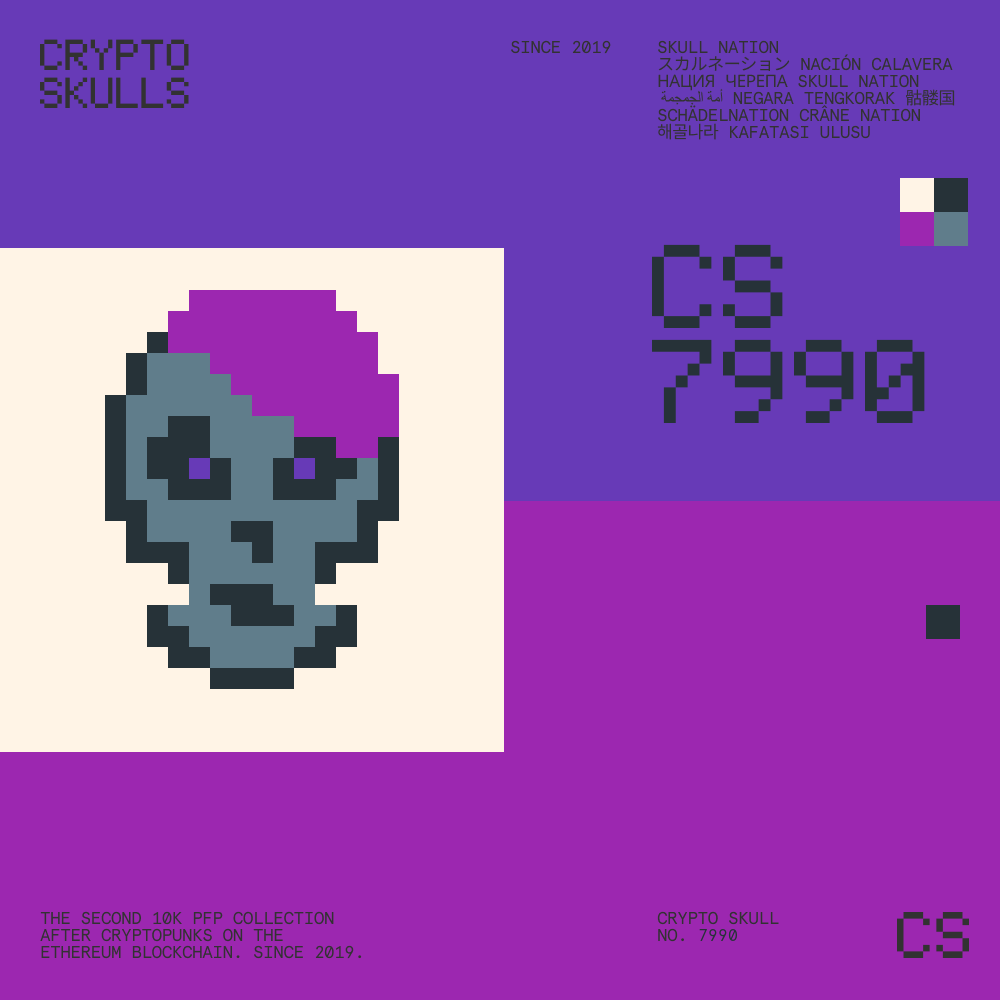 CRYPTO
SKULLS
SINCE 2019
SKULL NATION
スカルネーション NACIÓN CALAVERA
НАЦИЯ ЧЕРЕПА SKULL NATION
أمة الجمجمة NEGARA TENGKORAK 骷髅国
SCHÄDELNATION CRÂNE NATION
해골나라 KAFATASI ULUSU
CS
7990
THE SECOND 10K PFP COLLECTION
AFTER CRYPTOPUNKS ON THE
ETHEREUM BLOCKCHAIN. SINCE 2019.
CRYPTO SKULL
NO. 7990
CS